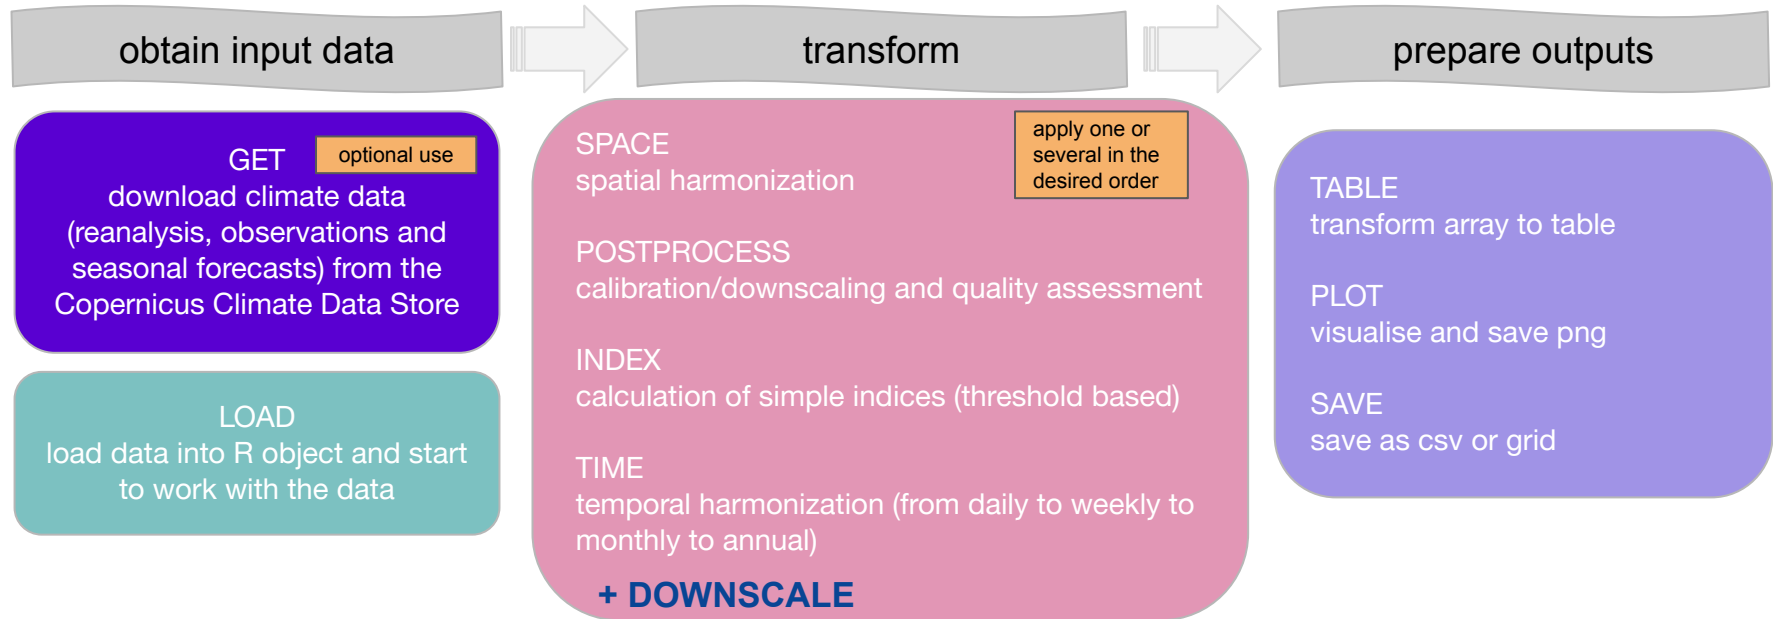 obtain input data
transform
prepare outputs
GET
optional use
download climate data
(reanalysis, observations and
seasonal forecasts) from the
Copernicus Climate Data Store
LOAD
load data into R object and start
to work with the data
apply one or
several in the
desired order
SPACE
spatial harmonization
POSTPROCESS
calibration/downscaling and quality assessment
INDEX
calculation of simple indices (threshold based)
TIME
temporal harmonization (from daily to weekly to
monthly to annual)
+ DOWNSCALE
TABLE
transform array to table
PLOT
visualise and save png
SAVE
save as csv or grid